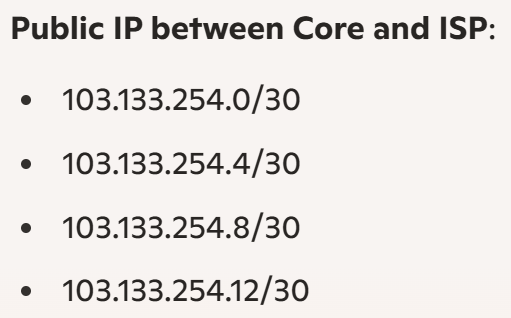 Public IP between Core and ISP:
• 103.133.254.0/30
• 103.133.254.4/30
• 103.133.254.8/30
• 103.133.254.12/30